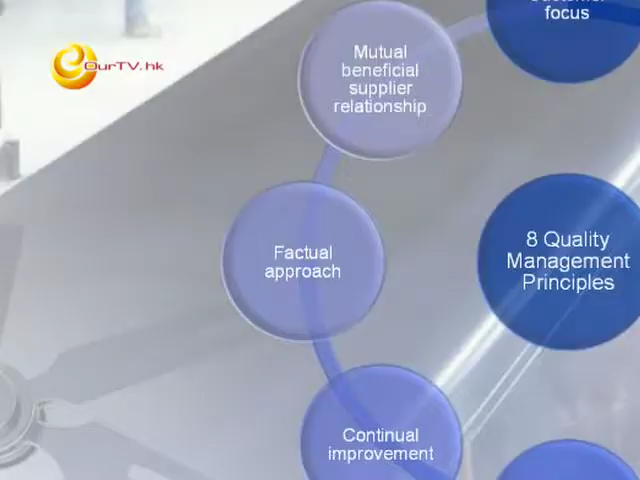 OurTV.hk
focus
Mutual
beneficial
supplier
relationship
Factual
approach
8 Quality
Management
Principles
Continual
improvement